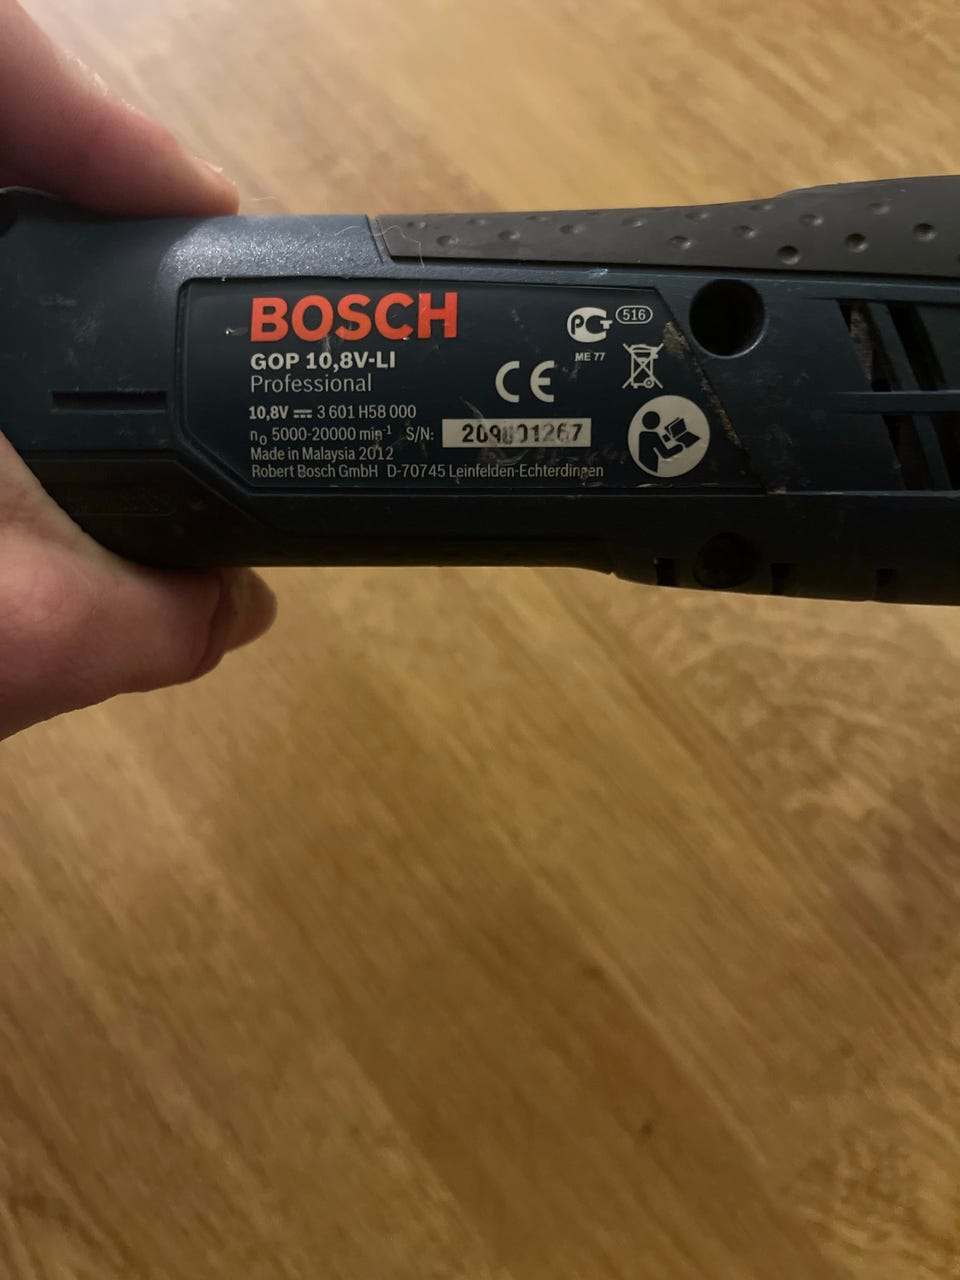 BOSCH
GOP 10,8V-LI
Professional
10,8V ⎓ 3 601 H58 000
n₀ 5000-20000 min⁻¹ S/N:
Made in Malaysia 2012
Robert Bosch GmbH D-70745 Leinfelden-Echterdingen
CE
PCT
516
ME 77